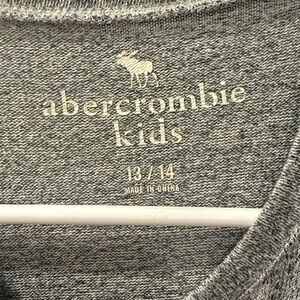 abercrombie
kids
13 / 14
MADE IN CHINA